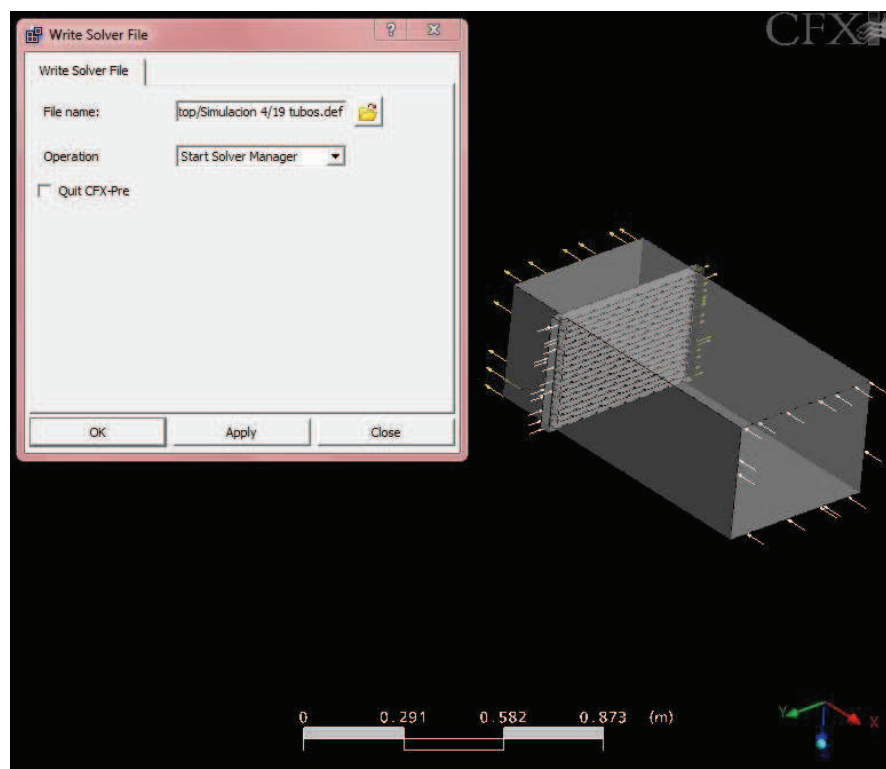 Write Solver File
CFX
Write Solver File
File name:
top/Simulacion 4/19 tubos.def
Operation
Start Solver Manager
Quit CFX-Pre
OK
Apply
Close
0 0.291 0.582 0.873 (m)
Y
X